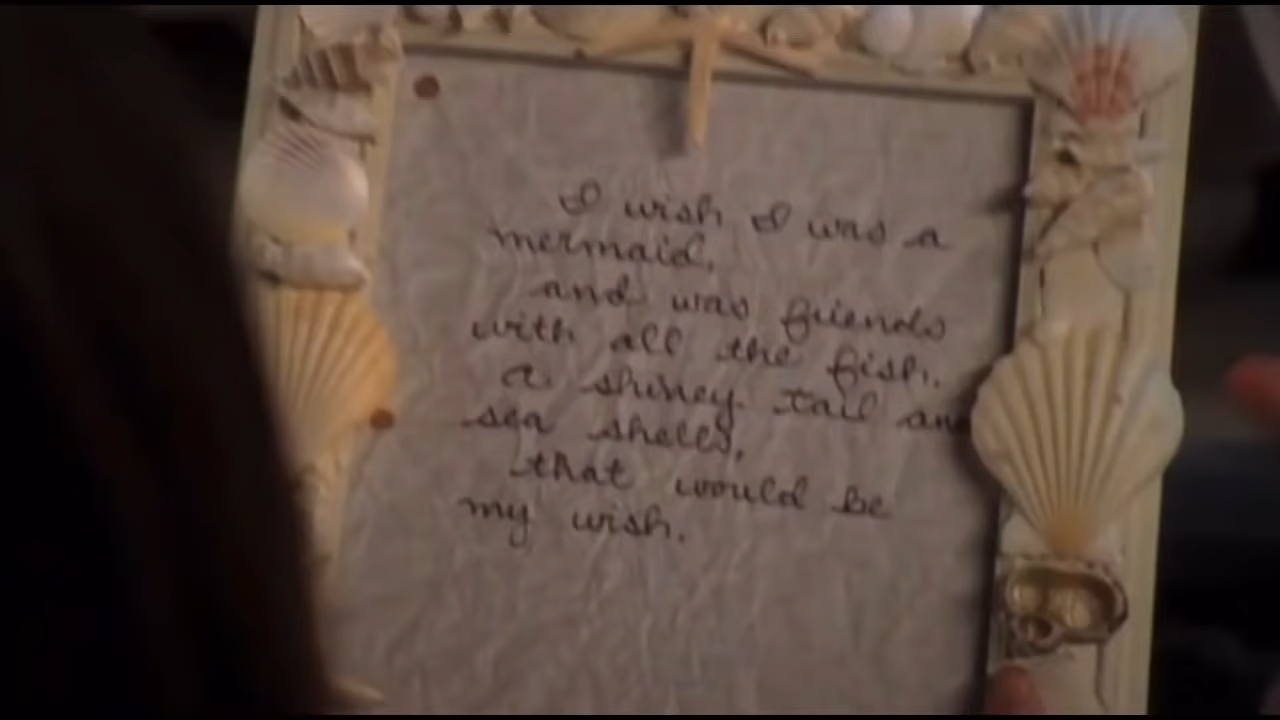 I wish I was a
mermaid,
and was friends
with all the fish.
a shiney tail and
sea shells,
that would be
my wish.